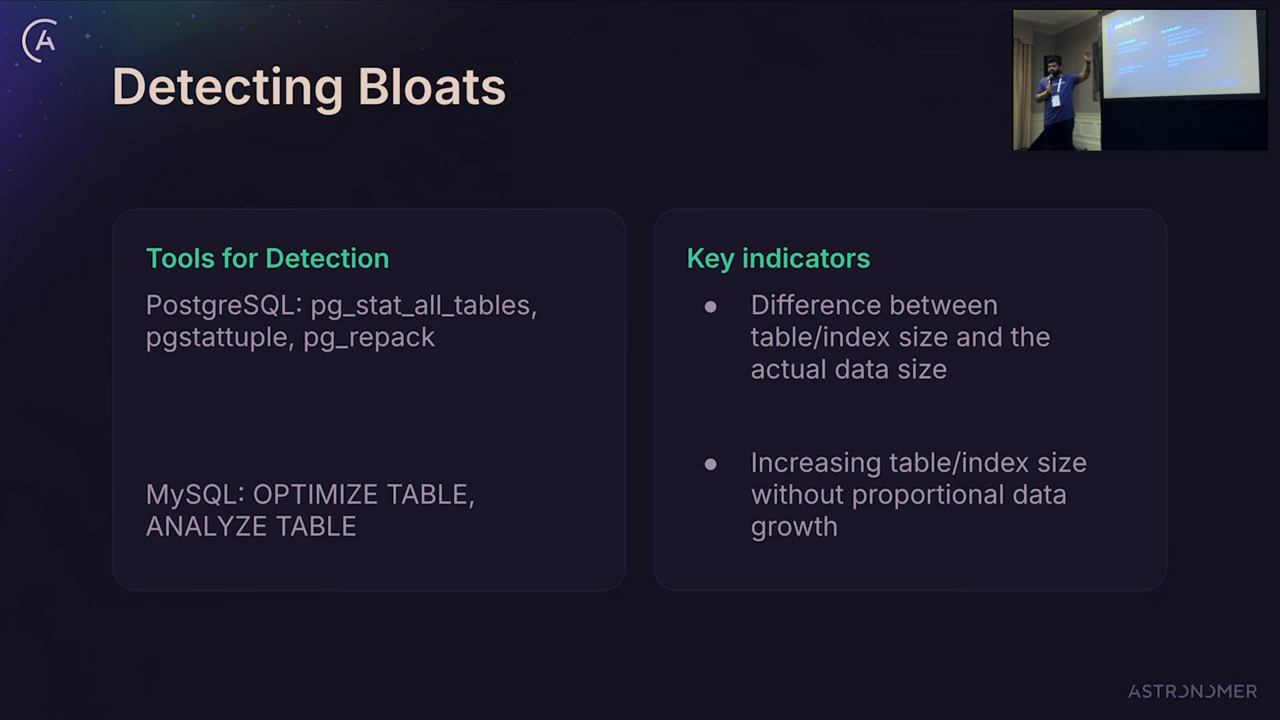 Detecting Bloats
Tools for Detection
PostgreSQL: pg_stat_all_tables,
pgstattuple, pg_repack
MySQL: OPTIMIZE TABLE,
ANALYZE TABLE
Key indicators
● Difference between
table/index size and the
actual data size
● Increasing table/index size
without proportional data
growth
ASTRONOMER